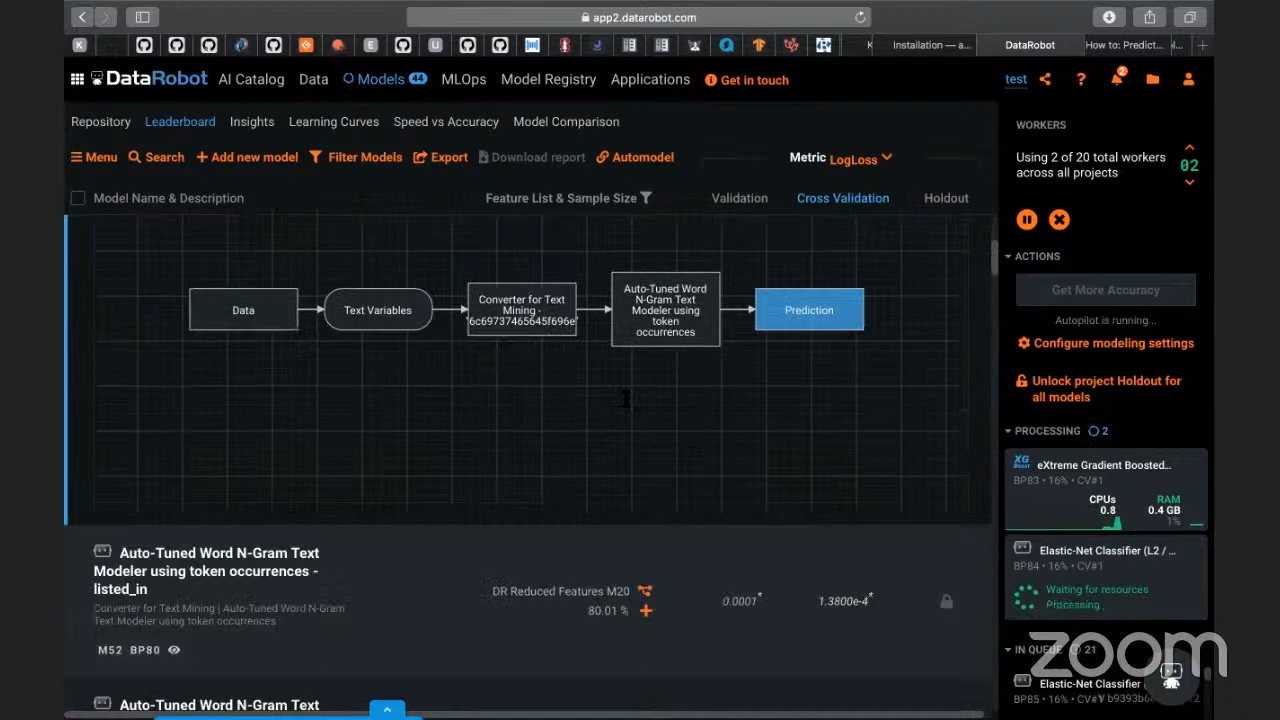 app2.datarobot.com
K
E
U
K
Installation — a...
DataRobot
How to: Predict...
DataRobot
AI Catalog
Data
Models 44
MLOps
Model Registry
Applications
Get in touch
test
?
2
Repository
Leaderboard
Insights
Learning Curves
Speed vs Accuracy
Model Comparison
Menu
Search
Add new model
Filter Models
Export
Download report
Automodel
Metric LogLoss
Model Name & Description
Feature List & Sample Size
Validation
Cross Validation
Holdout
Data
Text Variables
Converter for Text
Mining -
'6c69737465645f696e'
Auto-Tuned Word
N-Gram Text
Modeler using
token
occurrences
Prediction
Auto-Tuned Word N-Gram Text
Modeler using token occurrences -
listed_in
Converter for Text Mining | Auto-Tuned Word N-Gram
Text Modeler using token occurrences
M52 BP80
DR Reduced Features M20
80.01 %
0.0001*
1.3800e-4*
Auto-Tuned Word N-Gram Text
WORKERS
Using 2 of 20 total workers
across all projects
02
ACTIONS
Get More Accuracy
Autopilot is running...
Configure modeling settings
Unlock project Holdout for
all models
PROCESSING 2
XG
Boost
eXtreme Gradient Boosted...
BP83 • 16% • CV#1
CPUs
0.8
RAM
0.4 GB
1%
Elastic-Net Classifier (L2 / ...
BP84 • 16% • CV#1
Waiting for resources
Processing
IN QUEUE 21
Elastic-Net Classifier
BP85 • 16% • CV#
zoom